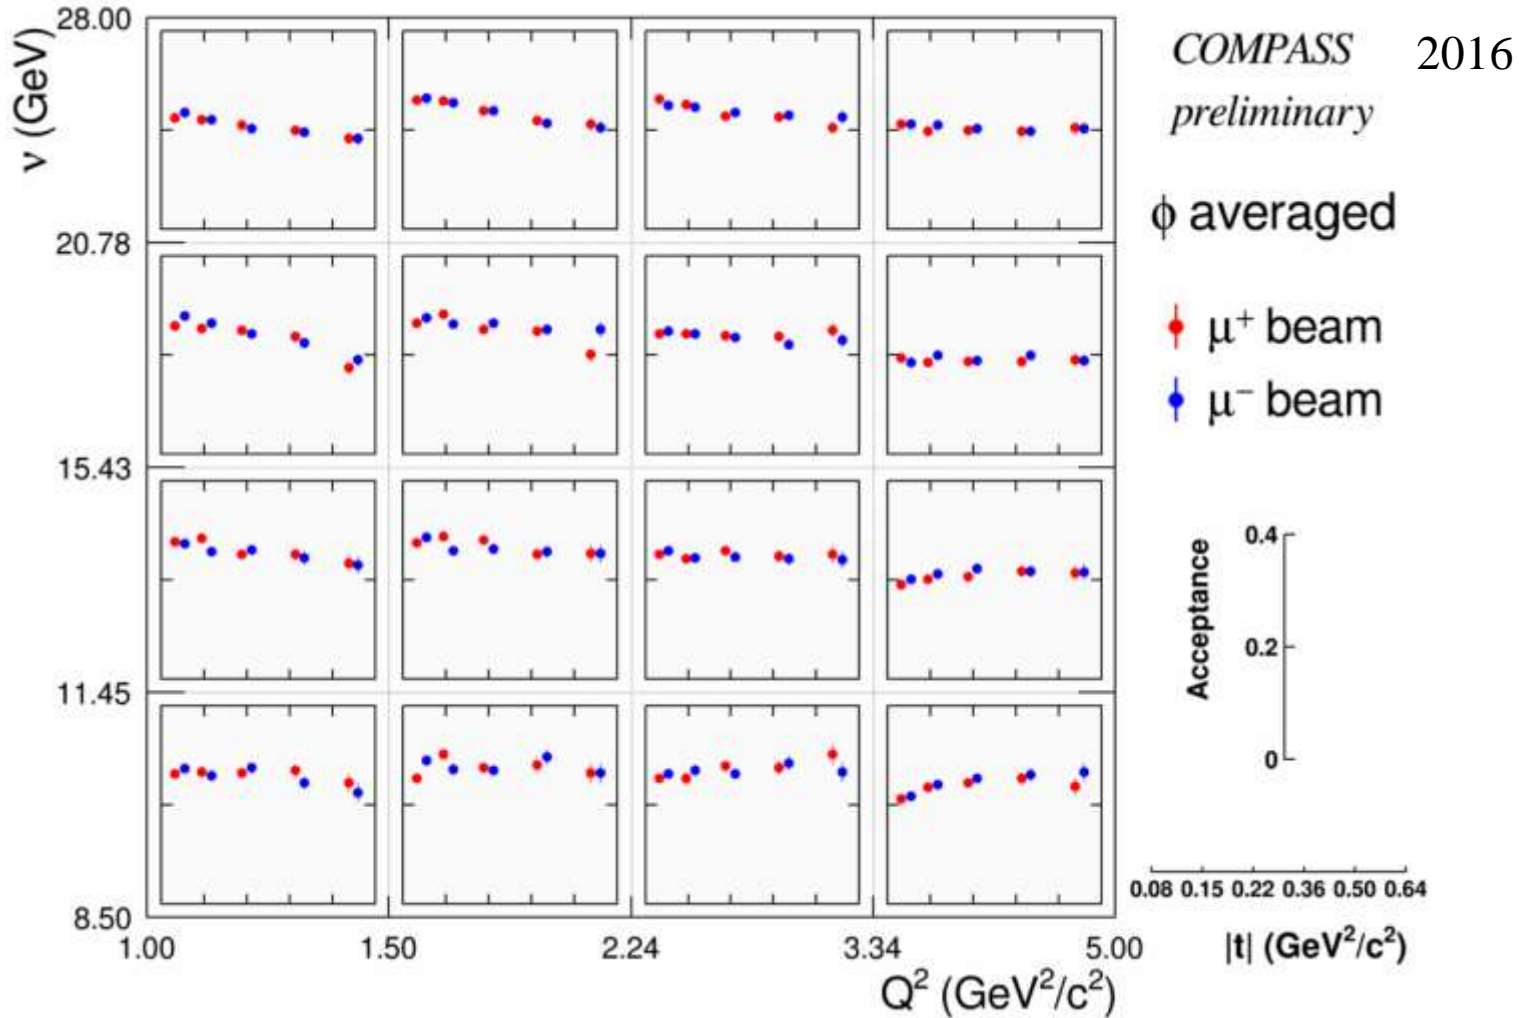 28.00
ν (GeV)
20.78
15.43
11.45
8.50
1.00 1.50 2.24 3.34 5.00
Q² (GeV²/c²)
COMPASS 2016
preliminary
ϕ averaged
μ⁺ beam
μ⁻ beam
Acceptance
0.4
0.2
0
0.08 0.15 0.22 0.36 0.50 0.64
|t| (GeV²/c²)